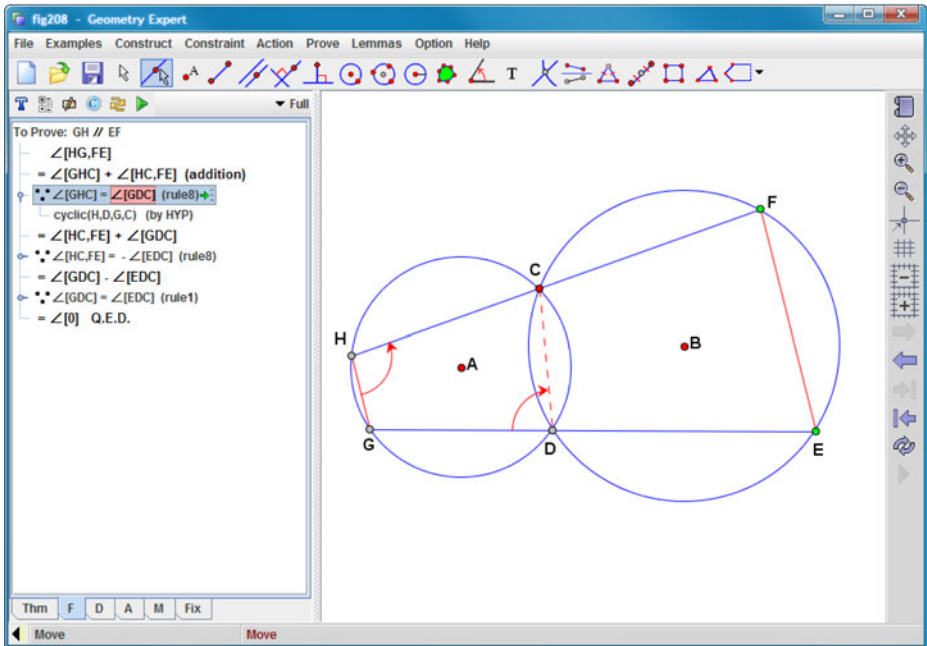 fig208 - Geometry Expert
File Examples Construct Constraint Action Prove Lemmas Option Help
A T
T C Full
To Prove: GH // EF
∠[HG,FE]
= ∠[GHC] + ∠[HC,FE] (addition)
∠[GHC] = ∠[GDC] (rule8)
cyclic(H,D,G,C) (by HYP)
= ∠[HC,FE] + ∠[GDC]
∠[HC,FE] = - ∠[EDC] (rule8)
= ∠[GDC] - ∠[EDC]
∠[GDC] = ∠[EDC] (rule1)
= ∠[0] Q.E.D.
F
C
H
A
B
G
D
E
Thm F D A M Fix
Move Move